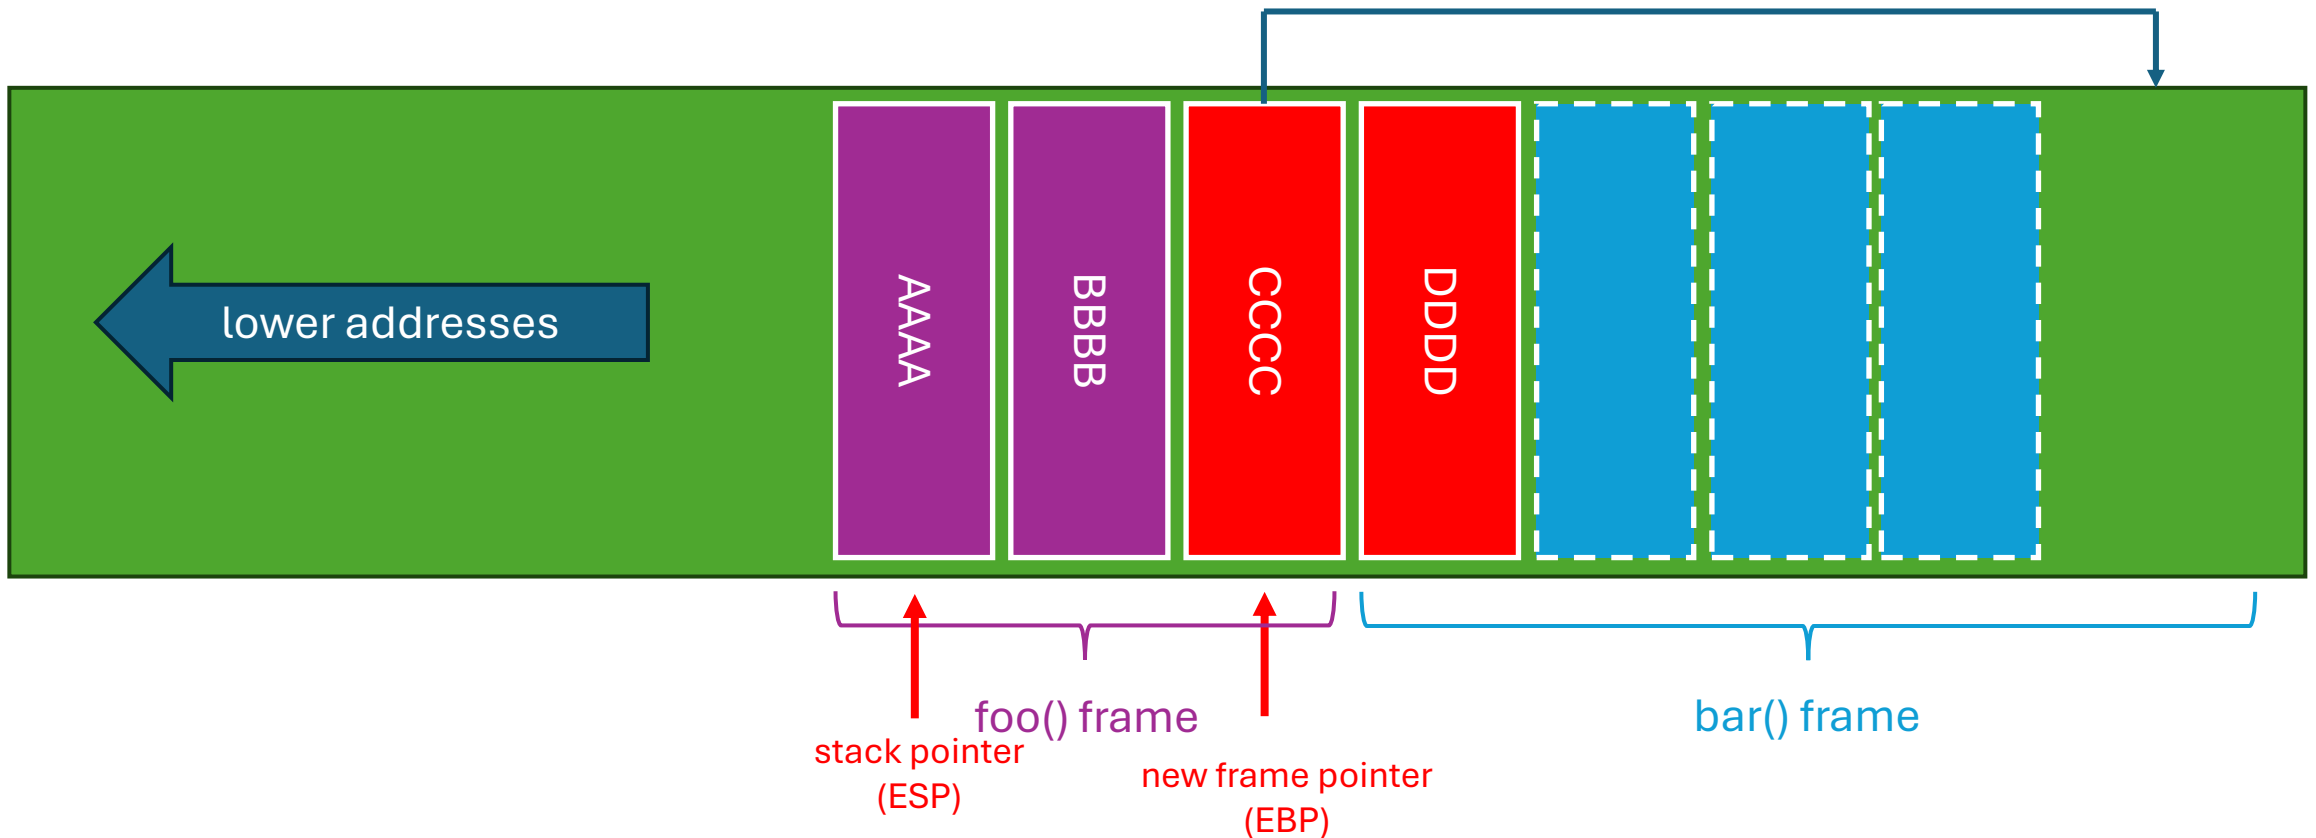 lower addresses
AAAA
BBBB
CCCC
DDDD
foo() frame
bar() frame
stack pointer
(ESP)
new frame pointer
(EBP)